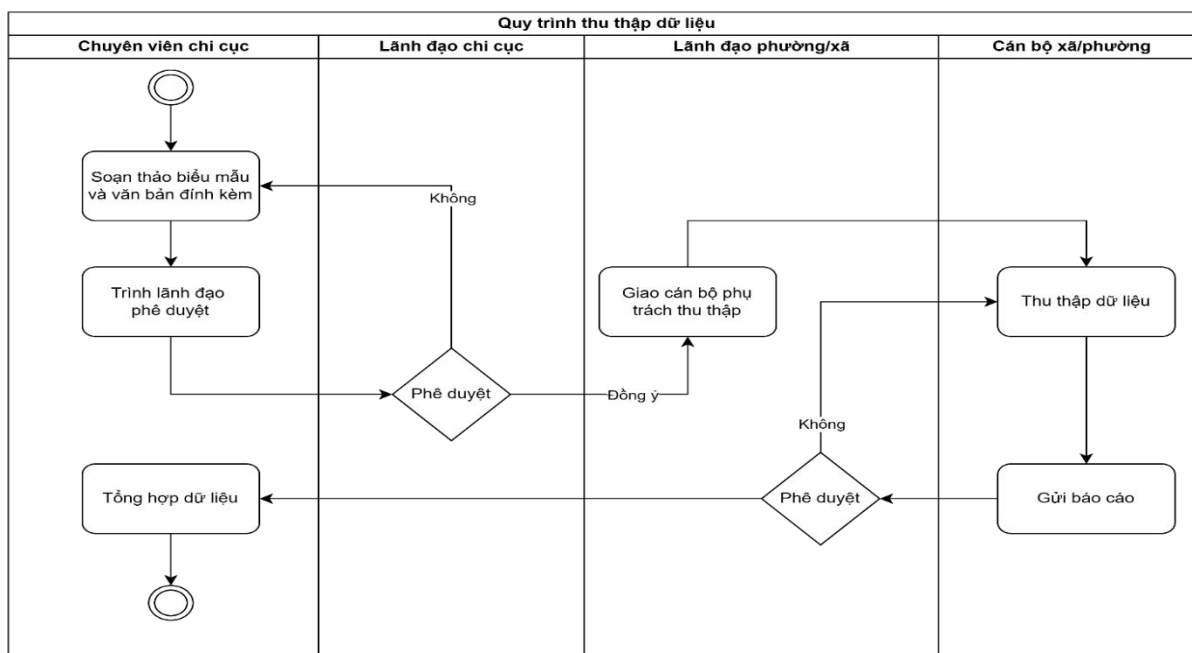 Quy trình thu thập dữ liệu
Chuyên viên chi cục
Lãnh đạo chi cục
Lãnh đạo phường/xã
Cán bộ xã/phường
Soạn thảo biểu mẫu
và văn bản đính kèm
Không
Trình lãnh đạo
phê duyệt
Giao cán bộ phụ
trách thu thập
Thu thập dữ liệu
Phê duyệt
Đồng ý
Không
Tổng hợp dữ liệu
Phê duyệt
Gửi báo cáo